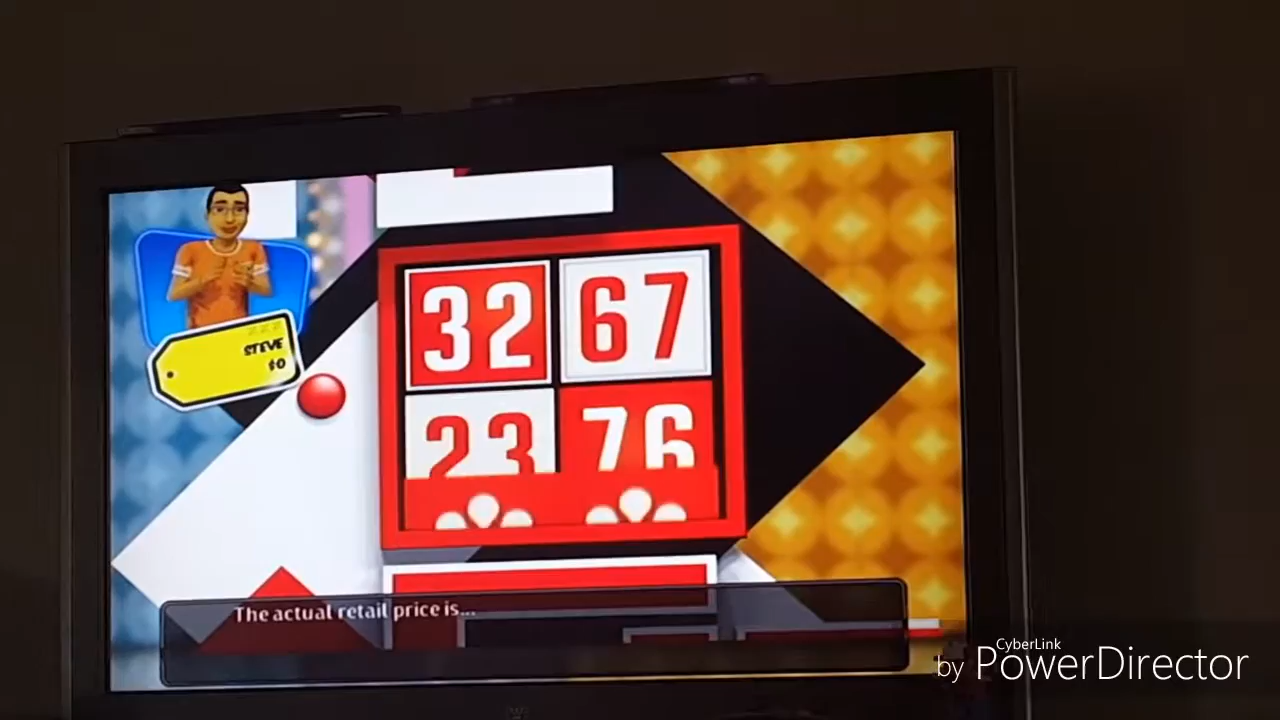 32 67
23 76
STEVE
$0
The actual retail price is...
CyberLink
by PowerDirector